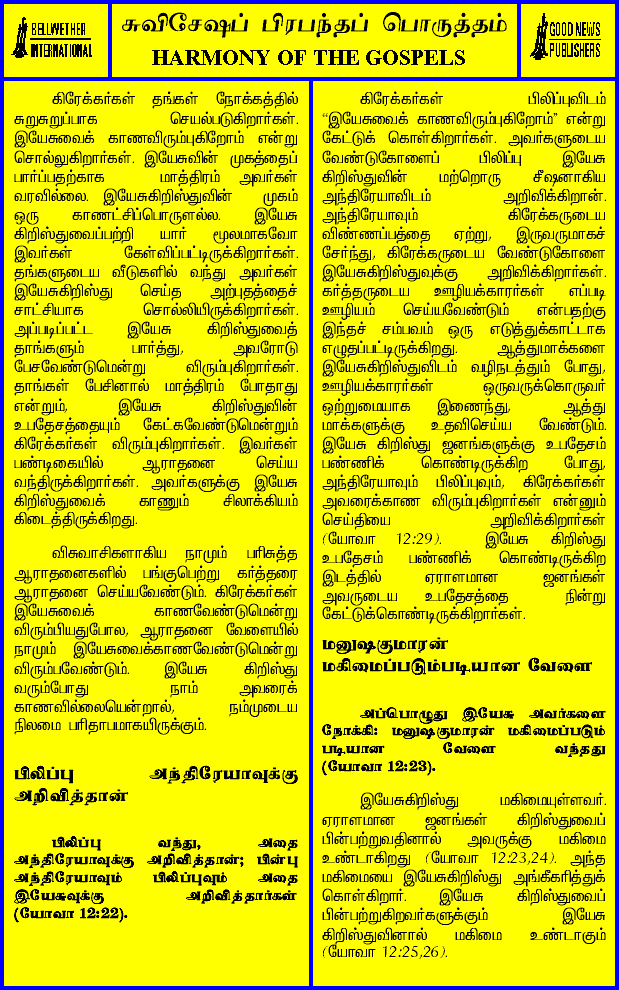 BELLWETHER
INTERNATIONAL
சுவிசேஷப் பிரபந்தப் பொருத்தம்
HARMONY OF THE GOSPELS
GOOD NEWS
PUBLISHERS
கிரேக்கர்கள் தங்கள் நோக்கத்தில்
சுறுசுறுப்பாக செயல்படுகிறார்கள்.
இயேசுவைக் காணவிரும்புகிறோம் என்று
சொல்லுகிறார்கள். இயேசுவின் முகத்தைப்
பார்ப்பதற்காக மாத்திரம் அவர்கள்
வரவில்லை. இயேசுகிறிஸ்துவின் முகம்
ஒரு காணட்சிப்பொருளல்ல. இயேசு
கிறிஸ்துவைப்பற்றி யார் மூலமாகவோ
இவர்கள் கேள்விப்பட்டிருக்கிறார்கள்.
தங்களுடைய வீடுகளில் வந்து அவர்கள்
இயேசுகிறிஸ்து செய்த அற்புதத்தைச்
சாட்சியாக சொல்லியிருக்கிறார்கள்.
அப்படிப்பட்ட இயேசு கிறிஸ்துவைத்
தாங்களும் பார்த்து, அவரோடு
பேசவேண்டுமென்று விரும்புகிறார்கள்.
தாங்கள் பேசினால் மாத்திரம் போதாது
என்றும், இயேசு கிறிஸ்துவின்
உபதேசத்தையும் கேட்கவேண்டுமென்றும்
கிரேக்கர்கள் விரும்புகிறார்கள். இவர்கள்
பண்டிகையில் ஆராதனை செய்ய
வந்திருக்கிறார்கள். அவர்களுக்கு இயேசு
கிறிஸ்துவைக் காணும் சிலாக்கியம்
கிடைத்திருக்கிறது.
விசுவாசிகளாகிய நாமும் பரிசுத்த
ஆராதனைகளில் பங்குபெற்று கர்த்தரை
ஆராதனை செய்யவேண்டும். கிரேக்கர்கள்
இயேசுவைக் காணவேண்டுமென்று
விரும்பியதுபோல, ஆராதனை வேளையில்
நாமும் இயேசுவைக்காணவேண்டுமென்று
விரும்பவேண்டும். இயேசு கிறிஸ்து
வரும்போது நாம் அவரைக்
காணவில்லையென்றால், நம்முடைய
நிலமை பரிதாபமாகயிருக்கும்.
பிலிப்பு அந்திரேயாவுக்கு
அறிவித்தான்
பிலிப்பு வந்து, அதை
அந்திரேயாவுக்கு அறிவித்தான்; பின்பு
அந்திரேயாவும் பிலிப்புவும் அதை
இயேசுவுக்கு அறிவித்தார்கள்
(யோவா 12:22).
கிரேக்கர்கள் பிலிப்புவிடம்
“இயேசுவைக் காணவிரும்புகிறோம்” என்று
கேட்டுக் கொள்கிறார்கள். அவர்களுடைய
வேண்டுகோளைப் பிலிப்பு இயேசு
கிறிஸ்துவின் மற்றொரு சீஷனாகிய
அந்திரேயாவிடம் அறிவிக்கிறான்.
அந்திரேயாவும் கிரேக்கருடைய
விண்ணப்பத்தை ஏற்று, இருவருமாகச்
சேர்ந்து, கிரேக்கருடைய வேண்டுகோளை
இயேசுகிறிஸ்துவுக்கு அறிவிக்கிறார்கள்.
கர்த்தருடைய ஊழியக்காரர்கள் எப்படி
ஊழியம் செய்யவேண்டும் என்பதற்கு
இந்தச் சம்பவம் ஒரு எடுத்துக்காட்டாக
எழுதப்பட்டிருக்கிறது. ஆத்துமாக்களை
இயேசுகிறிஸ்துவிடம் வழிநடத்தும் போது,
ஊழியக்காரர்கள் ஒருவருக்கொருவர்
ஒற்றுமையாக இணைந்து, ஆத்து
மாக்களுக்கு உதவிசெய்ய வேண்டும்.
இயேசு கிறிஸ்து ஜனங்களுக்கு உபதேசம்
பண்ணிக் கொண்டிருக்கிற போது,
அந்திரேயாவும் பிலிப்புவும், கிரேக்கர்கள்
அவரைக்காண விரும்புகிறார்கள் என்னும்
செய்தியை அறிவிக்கிறார்கள்
(யோவா 12:29). இயேசு கிறிஸ்து
உபதேசம் பண்ணிக் கொண்டிருக்கிற
இடத்தில் ஏராளமான ஜனங்கள்
அவருடைய உபதேசத்தை நின்று
கேட்டுக்கொண்டிருக்கிறார்கள்.
மனுஷகுமாரன்
மகிமைப்படும்படியான வேளை
அப்பொழுது இயேசு அவர்களை
நோக்கி: மனுஷகுமாரன் மகிமைப்படும்
படியான வேளை வந்தது
(யோவா 12:23).
இயேசுகிறிஸ்து மகிமையுள்ளவர்.
ஏராளமான ஜனங்கள் கிறிஸ்துவைப்
பின்பற்றுவதினால் அவருக்கு மகிமை
உண்டாகிறது (யோவா 12:23,24). அந்த
மகிமையை இயேசுகிறிஸ்து அங்கீகரித்துக்
கொள்கிறார். இயேசு கிறிஸ்துவைப்
பின்பற்றுகிறவர்களுக்கும் இயேசு
கிறிஸ்துவினால் மகிமை உண்டாகும்
(யோவா 12:25,26).